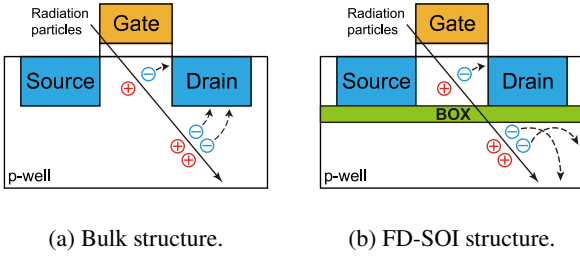 Radiation
particles
Gate
Source
Drain
p-well
(a) Bulk structure.
Radiation
particles
Gate
Source
Drain
BOX
p-well
(b) FD-SOI structure.